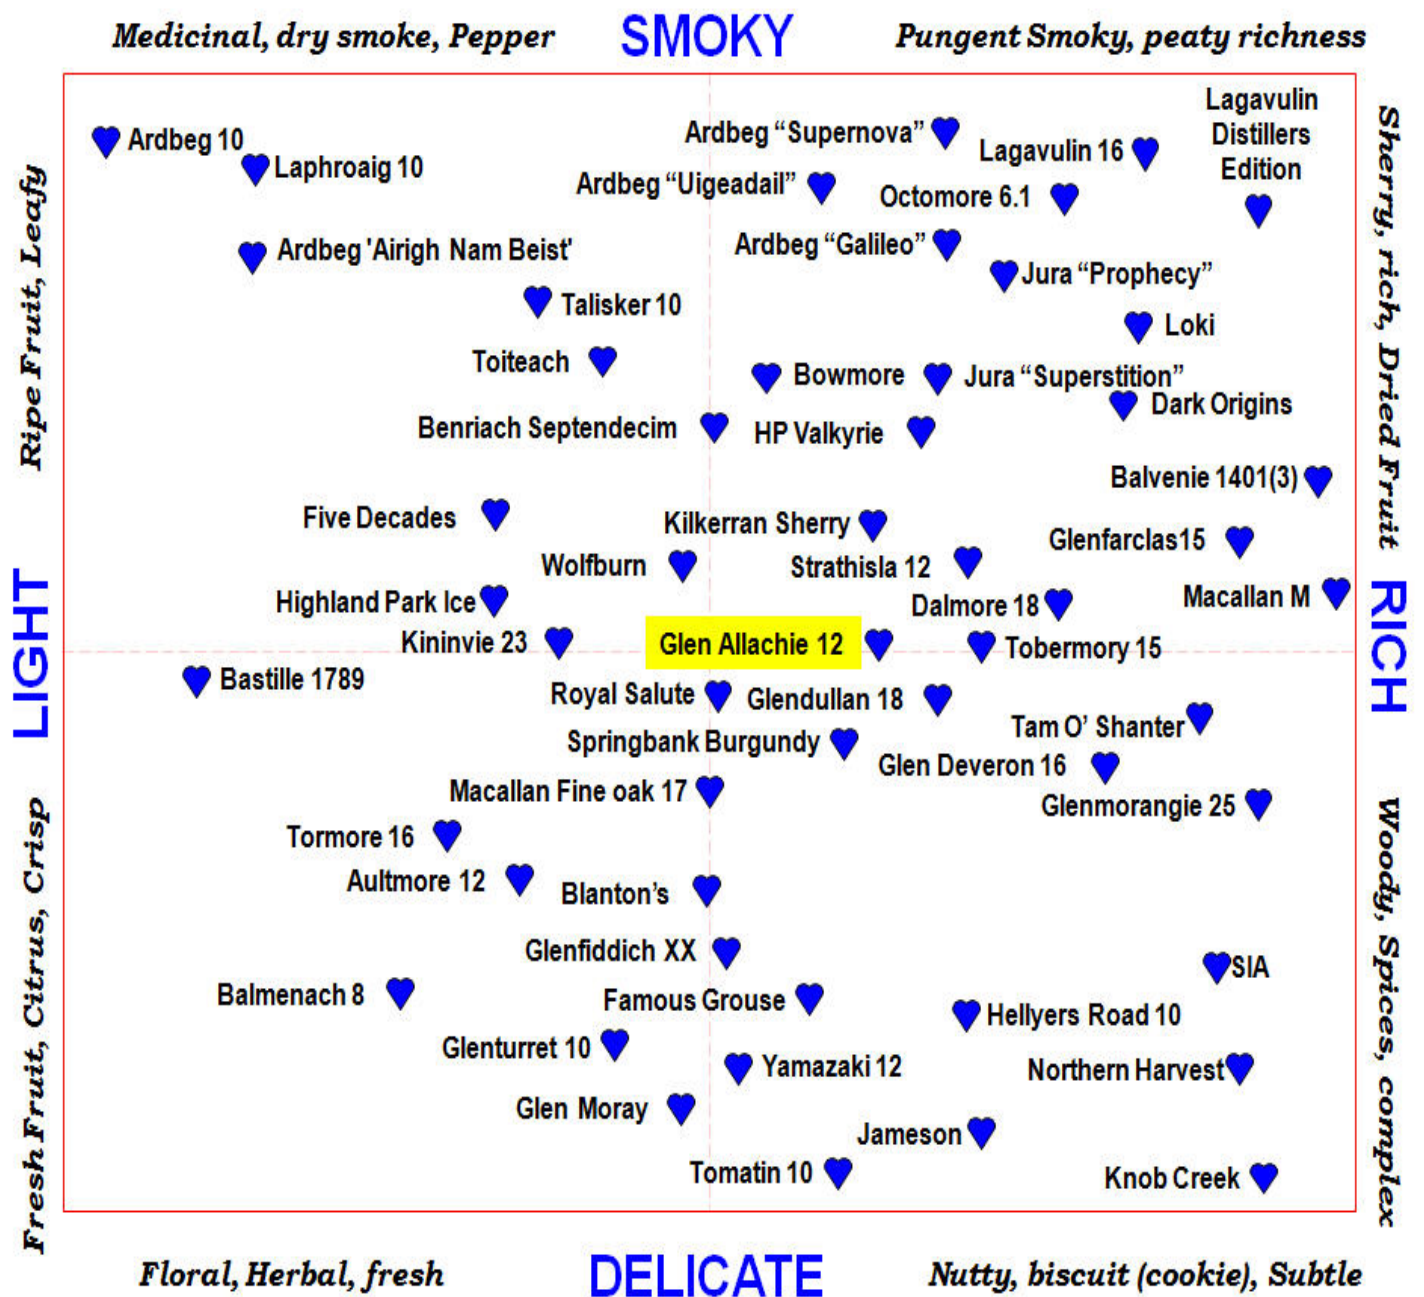 Medicinal, dry smoke, Pepper
SMOKY
Pungent Smoky, peaty richness
Ripe Fruit, Leafy
LIGHT
Fresh Fruit, Citrus, Crisp
Sherry, rich, Dried Fruit
RICH
Woody, Spices, complex
Lagavulin
Distillers
Edition
Ardbeg 10
Ardbeg “Supernova”
Lagavulin 16
Laphroaig 10
Ardbeg “Uigeadail”
Octomore 6.1
Ardbeg 'Airigh Nam Beist'
Ardbeg “Galileo”
Jura “Prophecy”
Talisker 10
Loki
Toiteach
Bowmore
Jura “Superstition”
Dark Origins
Benriach Septendecim
HP Valkyrie
Balvenie 1401(3)
Five Decades
Kilkerran Sherry
Glenfarclas15
Wolfburn
Strathisla 12
Highland Park Ice
Dalmore 18
Macallan M
Kininvie 23
Glen Allachie 12
Tobermory 15
Bastille 1789
Royal Salute
Glendullan 18
Tam O’ Shanter
Springbank Burgundy
Glen Deveron 16
Macallan Fine oak 17
Glenmorangie 25
Tormore 16
Aultmore 12
Blanton’s
Glenfiddich XX
SIA
Balmenach 8
Famous Grouse
Hellyers Road 10
Glenturret 10
Yamazaki 12
Northern Harvest
Glen Moray
Jameson
Tomatin 10
Knob Creek
Floral, Herbal, fresh
DELICATE
Nutty, biscuit (cookie), Subtle